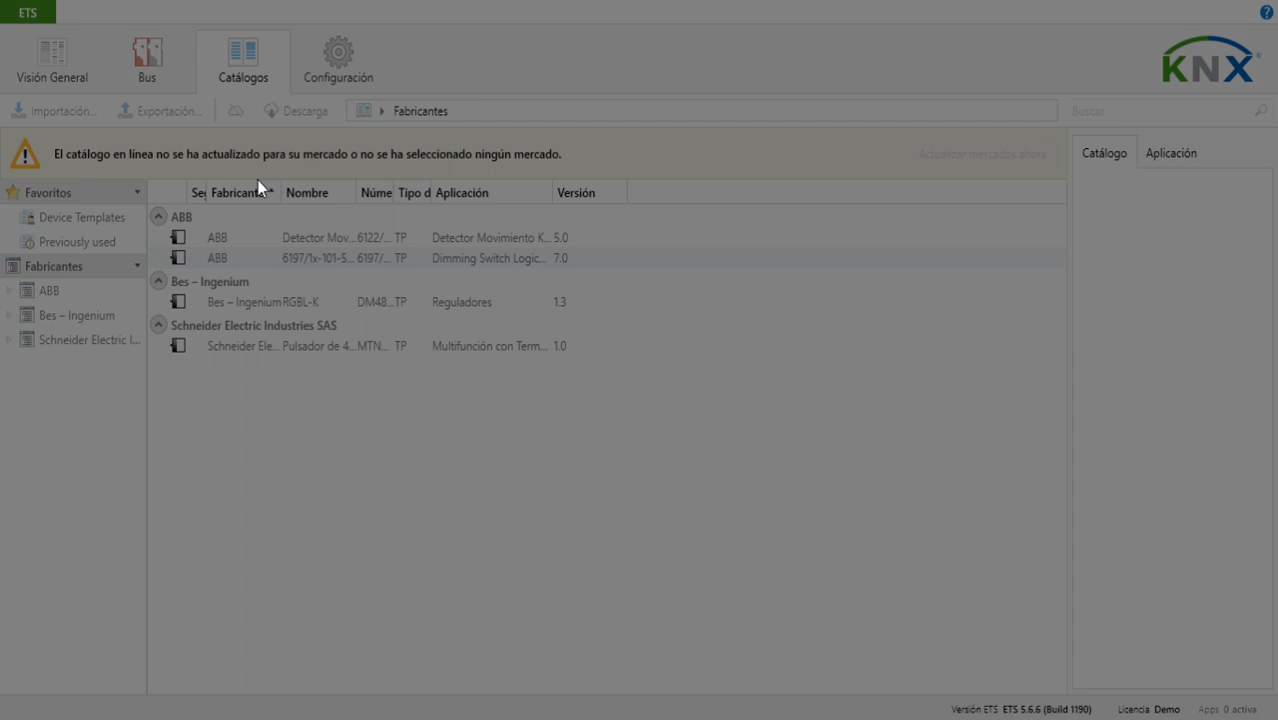 ETS
Visión General
Bus
Catálogos
Configuración
KNX
Importación...
Exportación...
Descarga
Fabricantes
Buscar
El catálogo en línea no se ha actualizado para su mercado o no se ha seleccionado ningún mercado.
Actualizar mercados ahora
Catálogo
Aplicación
Favoritos
Device Templates
Previously used
Fabricantes
ABB
Bes – Ingenium
Schneider Electric I...
Fabricante Nombre Núme Tipo d Aplicación Versión
ABB
ABB Detector Mov... 6122/... TP Detector Movimiento K... 5.0
ABB 6197/1x-101-5... 6197/... TP Dimming Switch Logic... 7.0
Bes – Ingenium
Bes – Ingenium RGBL-K DM48... TP Reguladores 1.3
Schneider Electric Industries SAS
Schneider Ele... Pulsador de 4... MTN... TP Multifunción con Term... 1.0
Versión ETS ETS 5.6.6 (Build 1190) Licencia Demo Apps 0 activa